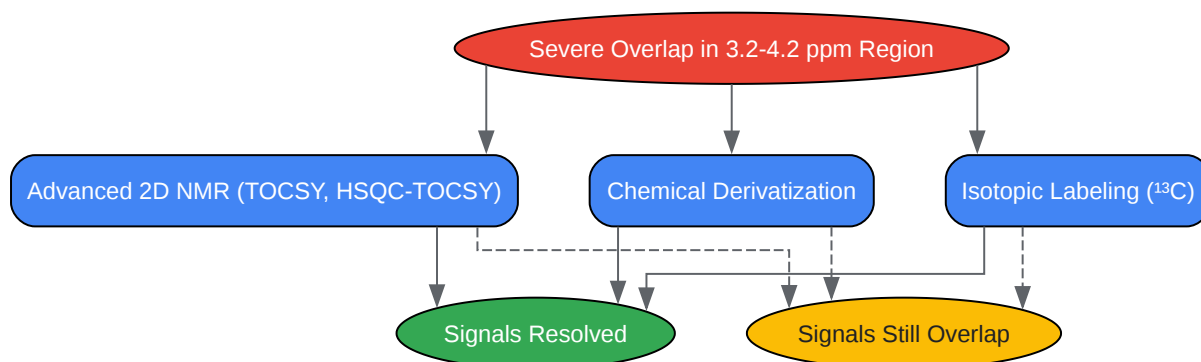 Severe Overlap in 3.2-4.2 ppm Region
Advanced 2D NMR (TOCSY, HSQC-TOCSY)
Chemical Derivatization
Isotopic Labeling (¹³C)
Signals Resolved
Signals Still Overlap